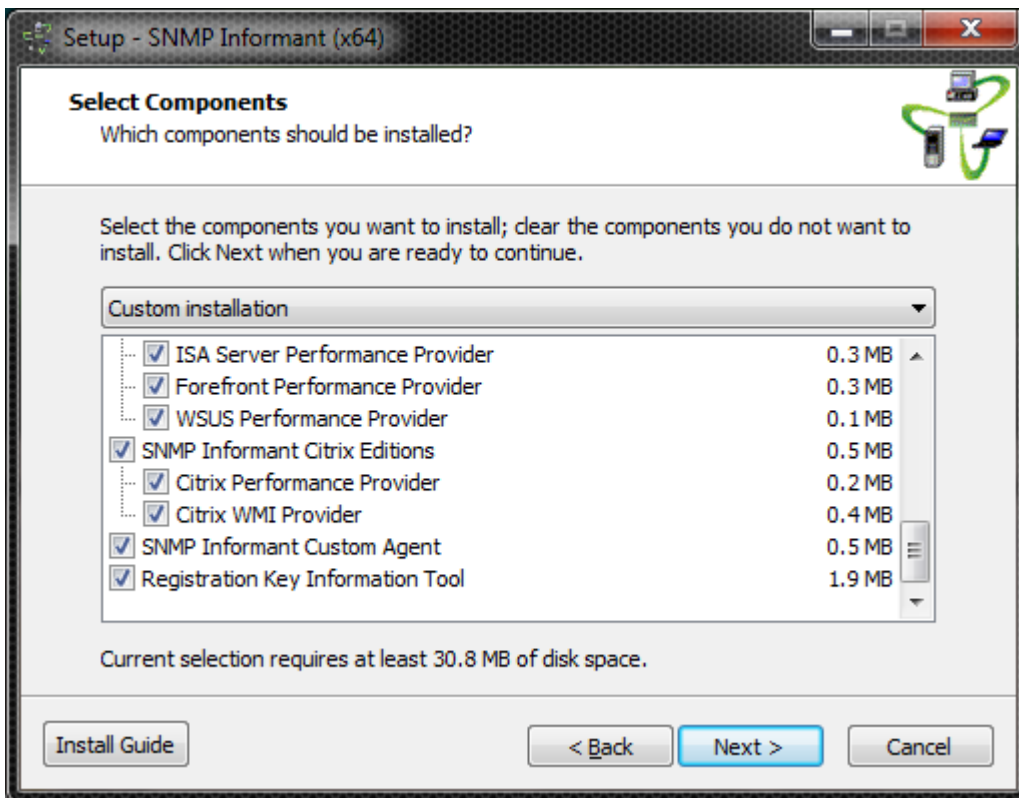 Setup - SNMP Informant (x64)
Select Components
Which components should be installed?
Select the components you want to install; clear the components you do not want to
install. Click Next when you are ready to continue.
Custom installation
ISA Server Performance Provider 0.3 MB
Forefront Performance Provider 0.3 MB
WSUS Performance Provider 0.1 MB
SNMP Informant Citrix Editions 0.5 MB
Citrix Performance Provider 0.2 MB
Citrix WMI Provider 0.4 MB
SNMP Informant Custom Agent 0.5 MB
Registration Key Information Tool 1.9 MB
Current selection requires at least 30.8 MB of disk space.
Install Guide < Back Next > Cancel